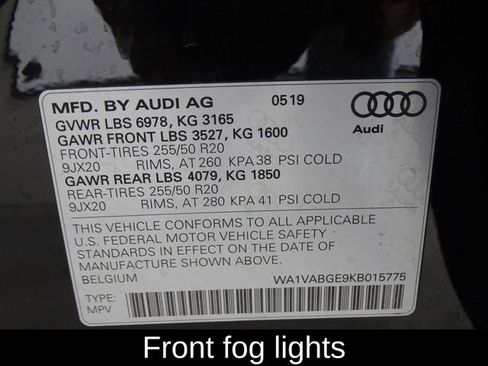 MFD. BY AUDI AG 0519
GVWR LBS 6978, KG 3165
GAWR FRONT LBS 3527, KG 1600
FRONT-TIRES 255/50 R20
9JX20 RIMS, AT 260 KPA 38 PSI COLD
GAWR REAR LBS 4079, KG 1850
REAR-TIRES 255/50 R20
9JX20 RIMS, AT 280 KPA 41 PSI COLD
Audi
THIS VEHICLE CONFORMS TO ALL APPLICABLE
U.S. FEDERAL MOTOR VEHICLE SAFETY
STANDARDS IN EFFECT ON THE DATE OF
MANUFACTURE SHOWN ABOVE.
BELGIUM WA1VABGE9KB015775
TYPE:
MPV
Front fog lights